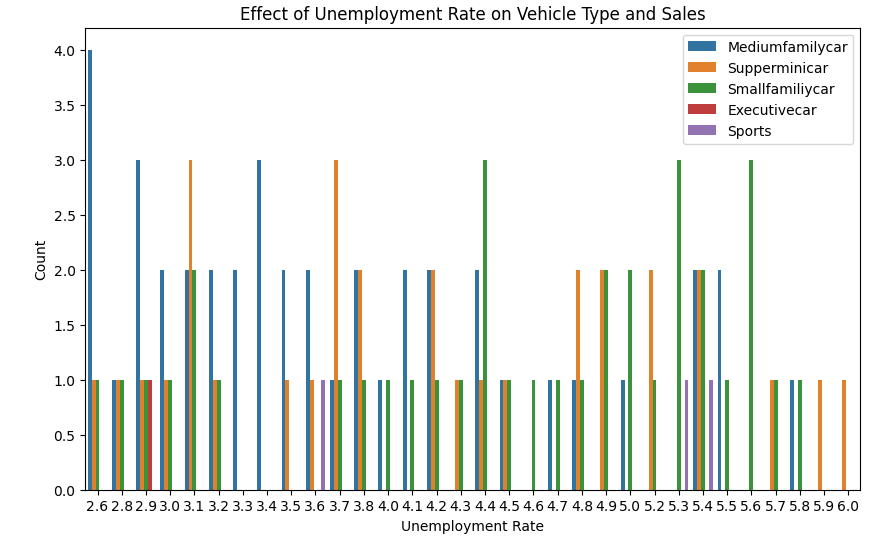 Effect of Unemployment Rate on Vehicle Type and Sales
Mediumfamilycar
Supperminicar
Smallfamiliycar
Executivecar
Sports
4.0
3.5
3.0
2.5
2.0
1.5
1.0
0.5
0.0
Count
2.6 2.8 2.9 3.0 3.1 3.2 3.3 3.4 3.5 3.6 3.7 3.8 4.0 4.1 4.2 4.3 4.4 4.5 4.6 4.7 4.8 4.9 5.0 5.2 5.3 5.4 5.5 5.6 5.7 5.8 5.9 6.0
Unemployment Rate